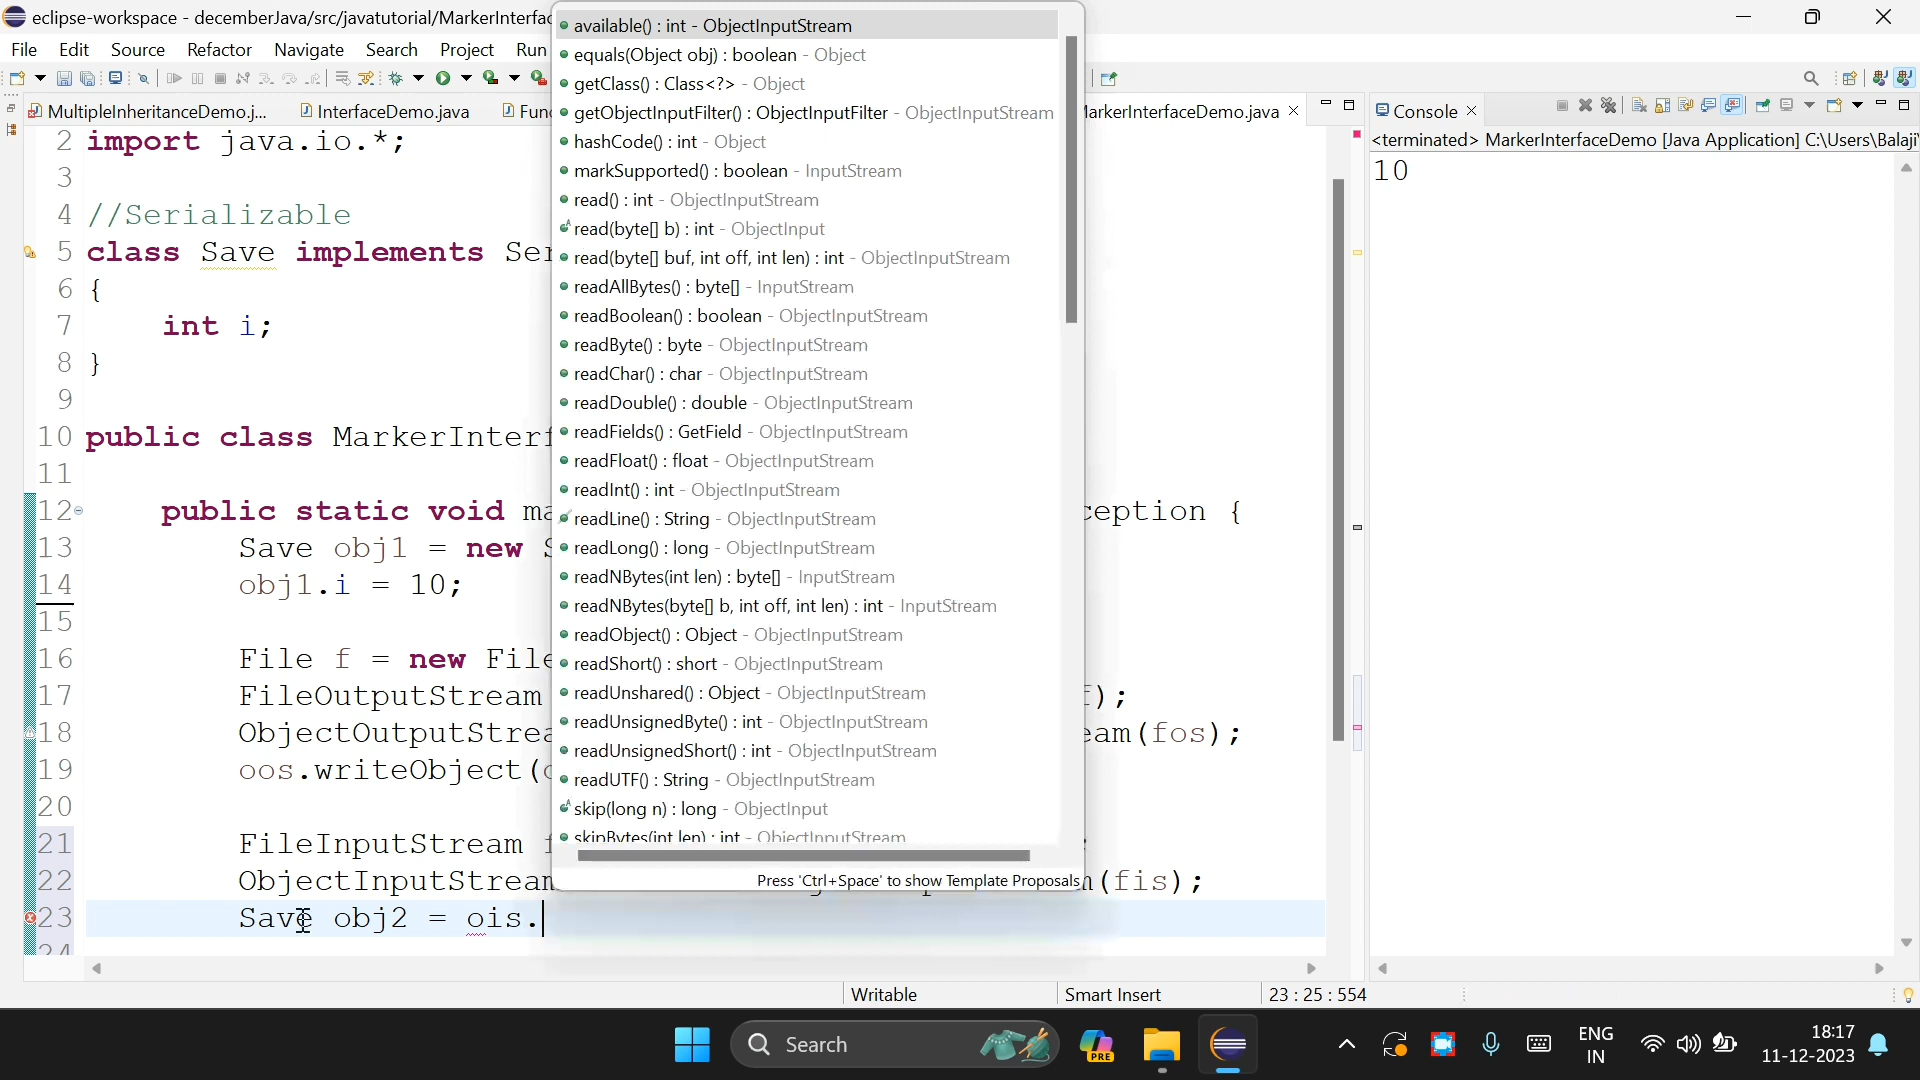 eclipse-workspace - decemberJava/src/javatutorial/MarkerInterfac
File Edit Source Refactor Navigate Search Project Run
MultipleInheritanceDemo.j... InterfaceDemo.java Fun arkerInterfaceDemo.java
2 import java.io.*;
3
4 //Serializable
5 class Save implements Ser
6 {
7 int i;
8 }
9
10 public class MarkerInterf
11
12 public static void ma ception {
13 Save obj1 = new S
14 obj1.i = 10;
15
16 File f = new File
17 FileOutputStream f);
18 ObjectOutputStrea eam(fos);
19 oos.writeObject(o
20
21 FileInputStream f ;
22 ObjectInputStream (fis);
23 Save obj2 = ois.
24
available() : int - ObjectInputStream
equals(Object obj) : boolean - Object
getClass() : Class<?> - Object
getObjectInputFilter() : ObjectInputFilter - ObjectInputStream
hashCode() : int - Object
markSupported() : boolean - InputStream
read() : int - ObjectInputStream
read(byte[] b) : int - ObjectInput
read(byte[] buf, int off, int len) : int - ObjectInputStream
readAllBytes() : byte[] - InputStream
readBoolean() : boolean - ObjectInputStream
readByte() : byte - ObjectInputStream
readChar() : char - ObjectInputStream
readDouble() : double - ObjectInputStream
readFields() : GetField - ObjectInputStream
readFloat() : float - ObjectInputStream
readInt() : int - ObjectInputStream
readLine() : String - ObjectInputStream
readLong() : long - ObjectInputStream
readNBytes(int len) : byte[] - InputStream
readNBytes(byte[] b, int off, int len) : int - InputStream
readObject() : Object - ObjectInputStream
readShort() : short - ObjectInputStream
readUnshared() : Object - ObjectInputStream
readUnsignedByte() : int - ObjectInputStream
readUnsignedShort() : int - ObjectInputStream
readUTF() : String - ObjectInputStream
skip(long n) : long - ObjectInput
skipBytes(int len) : int - ObjectInputStream
Press 'Ctrl+Space' to show Template Proposals
Console
<terminated> MarkerInterfaceDemo [Java Application] C:\Users\Balaji
10
Writable Smart Insert 23 : 25 : 554
Search PRE ENG 18:17
IN 11-12-2023